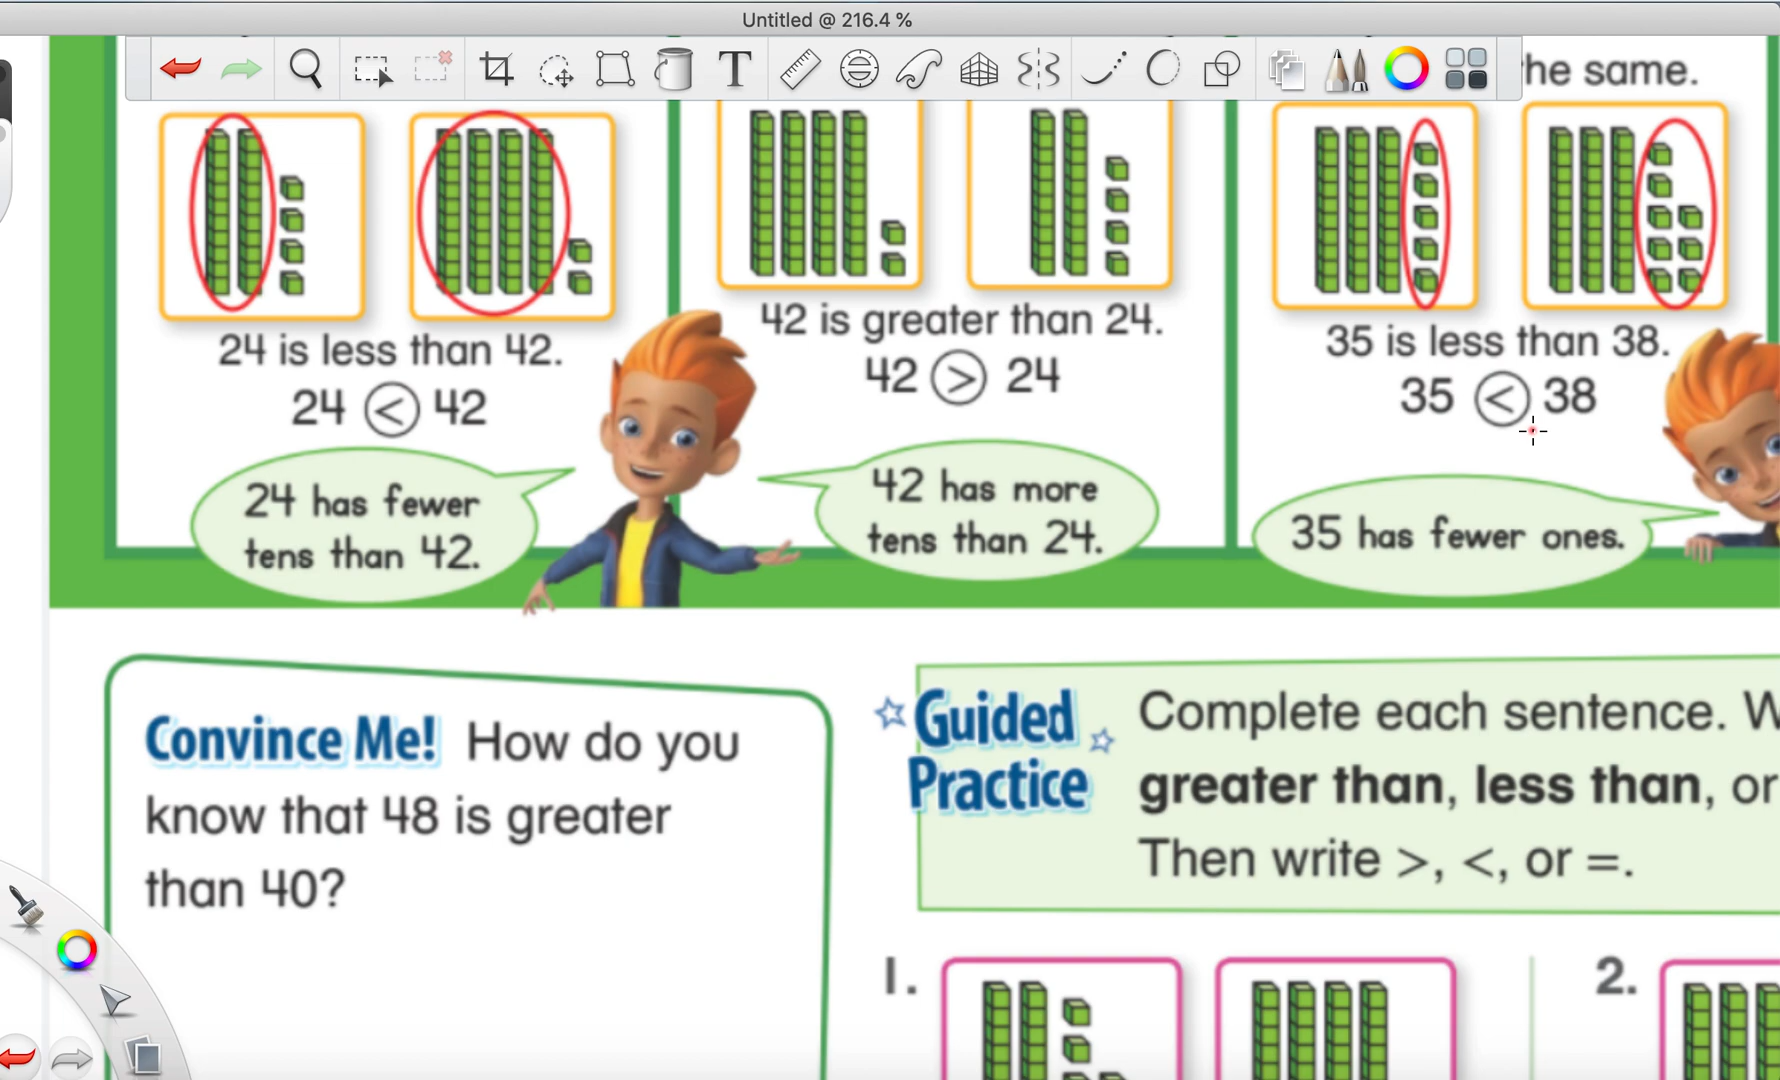 Untitled @ 216.4 %
he same.
24 is less than 42.
24 < 42
24 has fewer
tens than 42.
42 is greater than 24.
42 > 24
42 has more
tens than 24.
35 is less than 38.
35 < 38
35 has fewer ones.
Convince Me! How do you
know that 48 is greater
than 40?
Guided
Practice
Complete each sentence. W
greater than, less than, or
Then write >, <, or =.
1.
2.